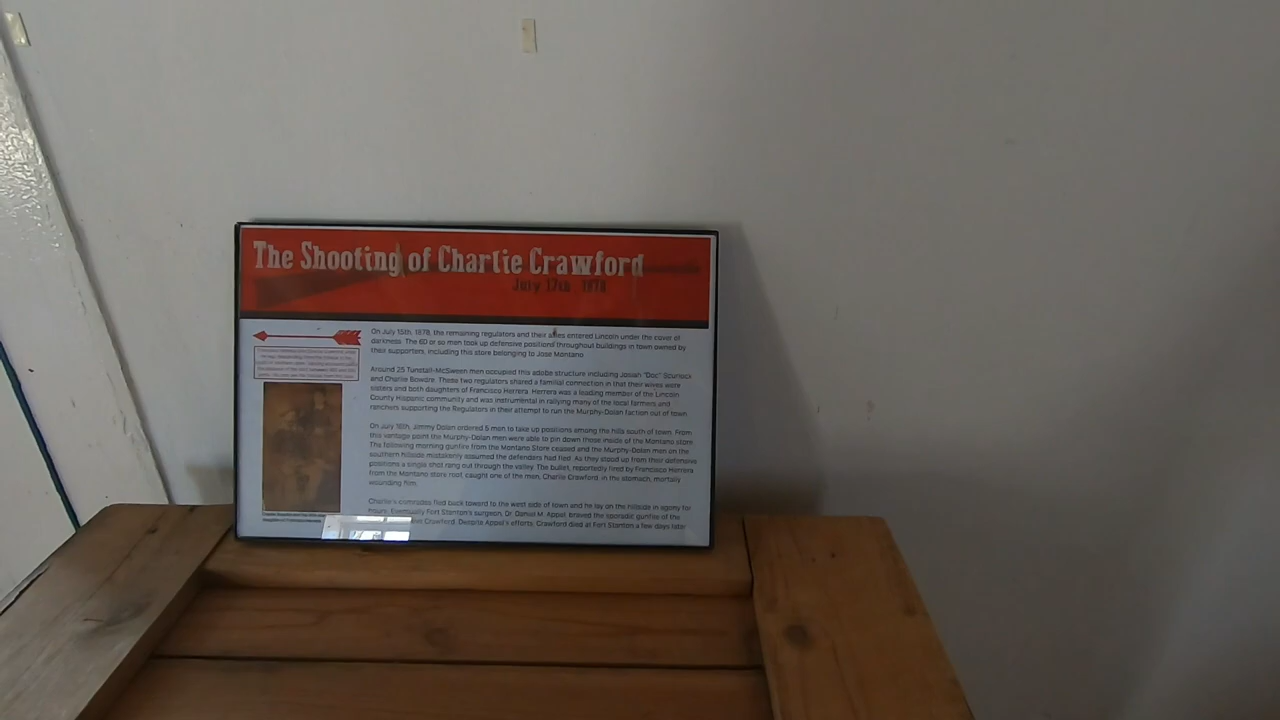 The Shooting of Charlie Crawford
July 17th 1878
On July 15th, 1878, the remaining regulators and their allies entered Lincoln under the cover of
darkness. The 60 or so men took up defensive positions throughout buildings in town owned by
their supporters, including this store belonging to Jose Montano
Around 25 Tunstall-McSween men occupied this adobe structure including Josiah "Doc" Scurlock
and Charlie Bowdre. These two regulators shared a familial connection in that their wives were
sisters and both daughters of Francisco Herrera. Herrera was a leading member of the Lincoln
County Hispanic community and was instrumental in rallying many of the local farmers and
ranchers supporting the Regulators in their attempt to run the Murphy-Dolan faction out of town.
On July 16th, Jimmy Dolan ordered 5 men to take up positions among the hills south of town. From
this vantage point the Murphy-Dolan men were able to pin down those inside of the Montano store.
The following morning gunfire from the Montano Store ceased and the Murphy-Dolan men on the
southern hillside mistakenly assumed the defenders had fled. As they stood up from their defensive
positions a single shot rang out through the valley. The bullet, reportedly fired by Francisco Herrera
from the Montano store roof, caught one of the men, Charlie Crawford, in the stomach, mortally
wounding him.
Charlie's comrades fled back toward to the west side of town and he lay on the hillside in agony for
hours. Eventually Fort Stanton's surgeon, Dr. Daniel M. Appel, braved the sporadic gunfire of the
Crawford. Despite Appel's efforts, Crawford died at Fort Stanton a few days later